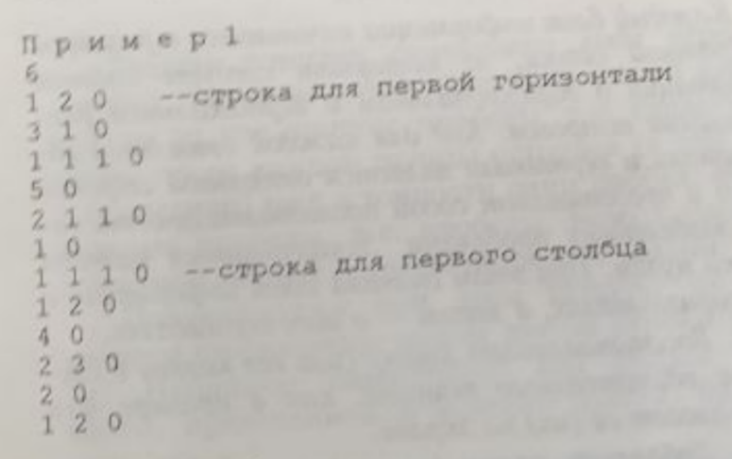 П р и м е р 1
6
1 2 0 --строка для первой горизонтали
3 1 0
1 1 1 0
5 0
2 1 1 0
1 0
1 1 1 0 --строка для первого столбца
1 2 0
4 0
2 3 0
2 0
1 2 0